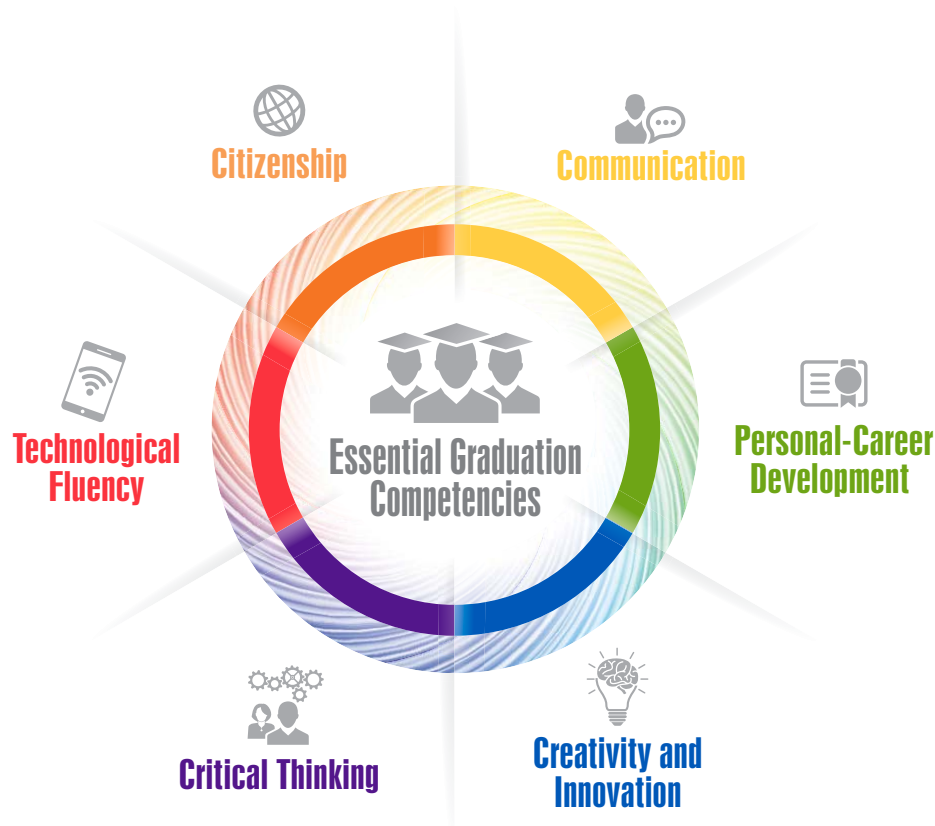 Citizenship
Communication
Technological
Fluency
Essential Graduation
Competencies
Personal-Career
Development
Critical Thinking
Creativity and
Innovation